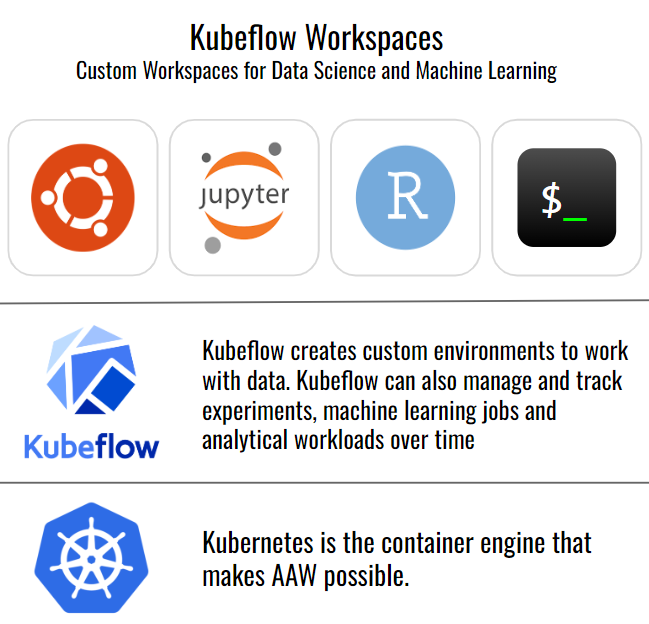 Kubeflow Workspaces
Custom Workspaces for Data Science and Machine Learning
jupyter
R
$_
Kubeflow creates custom environments to work
with data. Kubeflow can also manage and track
experiments, machine learning jobs and
analytical workloads over time
Kubeflow
Kubernetes is the container engine that
makes AAW possible.